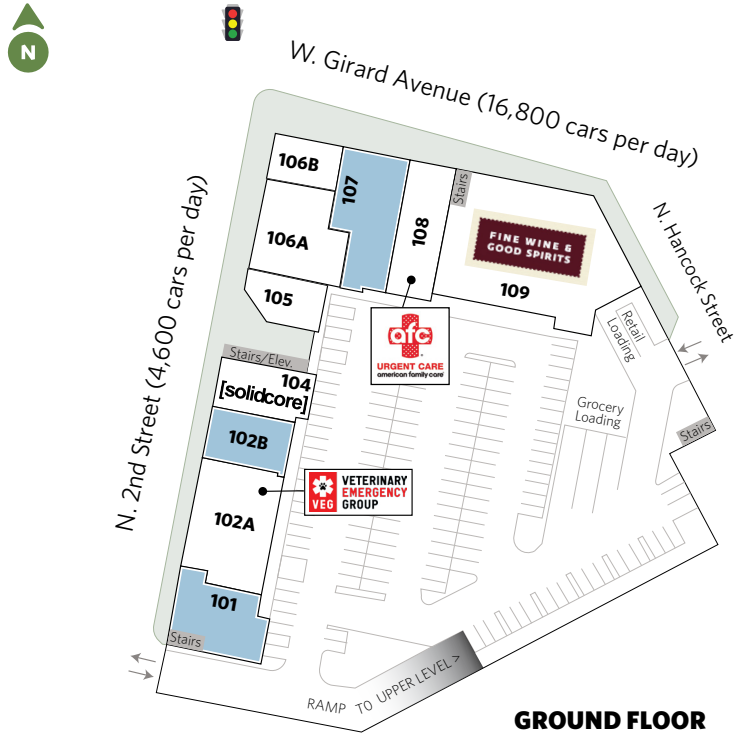 N
W. Girard Avenue (16,800 cars per day)
N. 2nd Street (4,600 cars per day)
N. Hancock Street
106B
107
108
Stairs
106A
FINE WINE &
GOOD SPIRITS
109
105
afc
URGENT CARE
american family care
Retail
Loading
Stairs/Elev.
104
[solidcore]
Grocery
Loading
Stairs
102B
VEG
VETERINARY
EMERGENCY
GROUP
102A
101
Stairs
RAMP TO UPPER LEVEL >
GROUND FLOOR